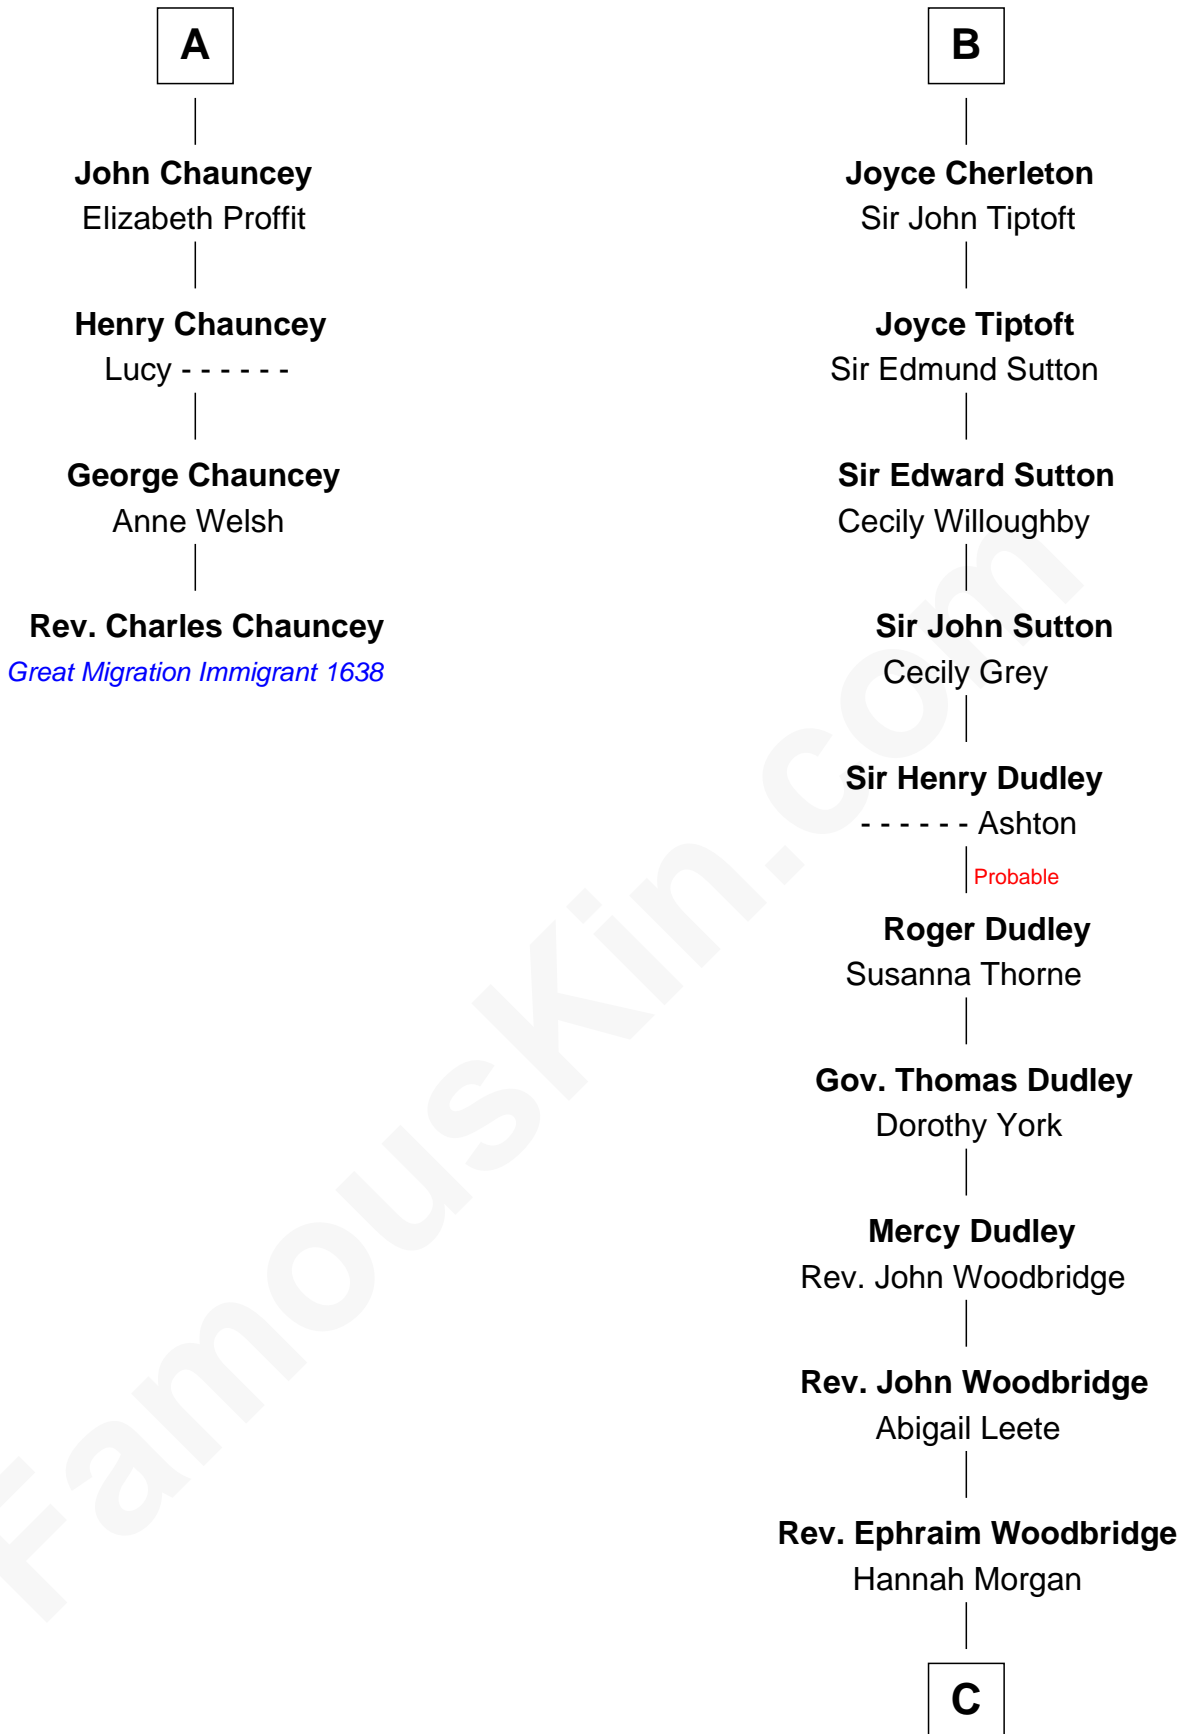 A
John Chauncey
Elizabeth Proffit
Henry Chauncey
Lucy - - - - - -
George Chauncey
Anne Welsh
Rev. Charles Chauncey
Great Migration Immigrant 1638
B
Joyce Cherleton
Sir John Tiptoft
Joyce Tiptoft
Sir Edmund Sutton
Sir Edward Sutton
Cecily Willoughby
Sir John Sutton
Cecily Grey
Sir Henry Dudley
- - - - - - Ashton
Probable
Roger Dudley
Susanna Thorne
Gov. Thomas Dudley
Dorothy York
Mercy Dudley
Rev. John Woodbridge
Rev. John Woodbridge
Abigail Leete
Rev. Ephraim Woodbridge
Hannah Morgan
C
FamousKin.com